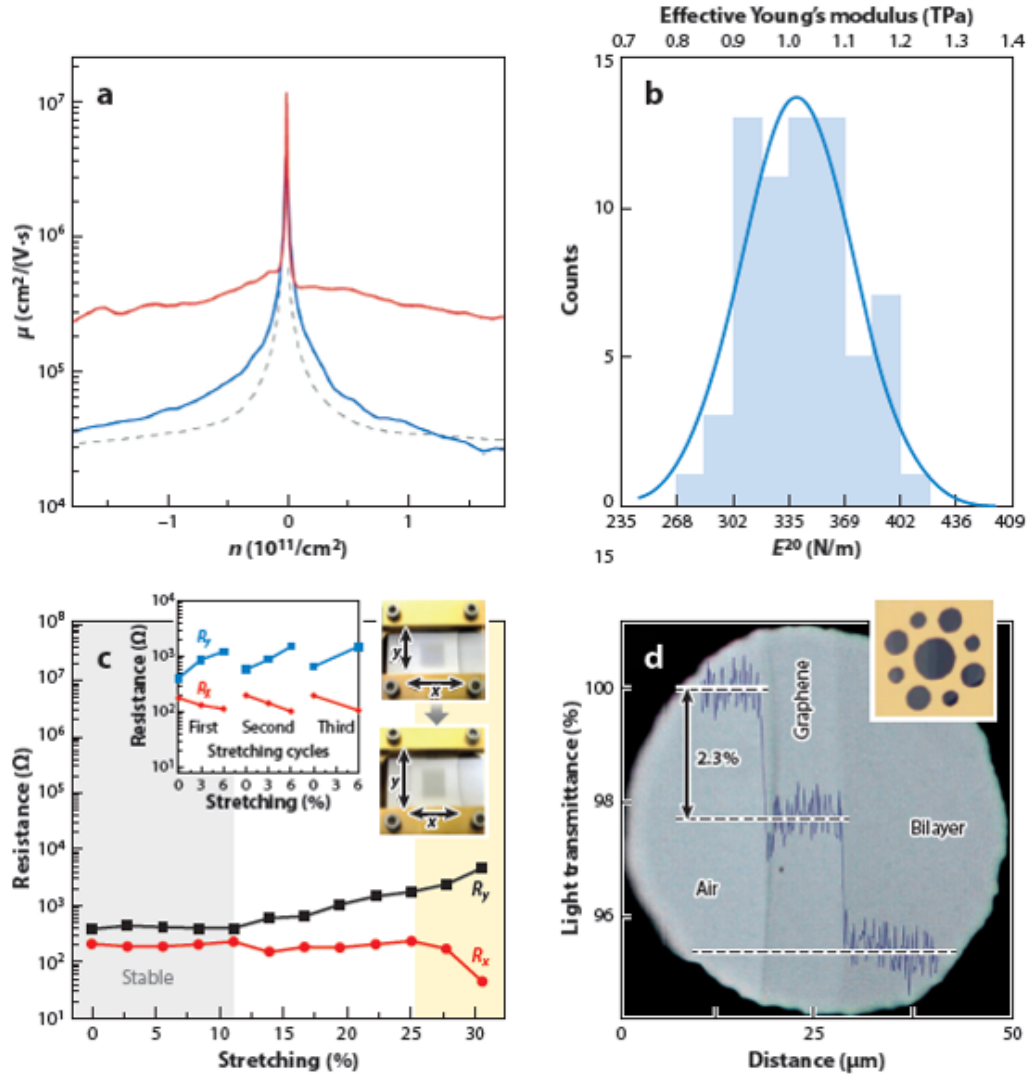 a
10⁷
10⁶
10⁵
10⁴
μ (cm²/(V·s)
−1
0
1
n (10¹¹/cm²)
Effective Young's modulus (TPa)
0.7 0.8 0.9 1.0 1.1 1.2 1.3 1.4
b
15
10
5
0
Counts
235 268 302 335 369 402 436 409
E²⁰ (N/m)
15
c
10⁸
10⁷
10⁶
10⁵
10⁴
10³
10²
10¹
Resistance (Ω)
10⁴
10³
10²
10¹
Resistance (Ω)
Ry
Rx
First Second Third
Stretching cycles
0 3 6 0 3 6 0 6
Stretching (%)
y
x
y
x
Ry
Rx
Stable
0 5 10 15 20 25 30
Stretching (%)
d
100
98
96
Light transmittance (%)
2.3%
Graphene
Bilayer
Air
0 25 50
Distance (μm)